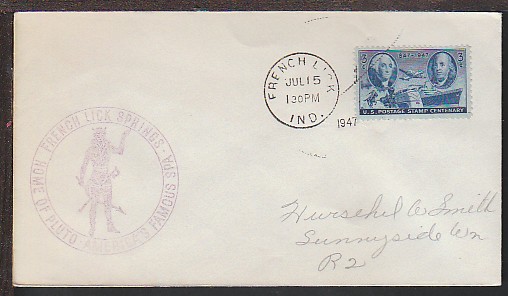 FRENCH LICK
JUL 15
1 30 PM
IND.
1947
1847-1947
3¢ 3¢
U.S. POSTAGE STAMP CENTENARY
FRENCH LICK SPRINGS
HOME OF PLUTO-AMERICA'S FAMOUS SPA
Herschel W Smith
Sunnyside Wn
R2